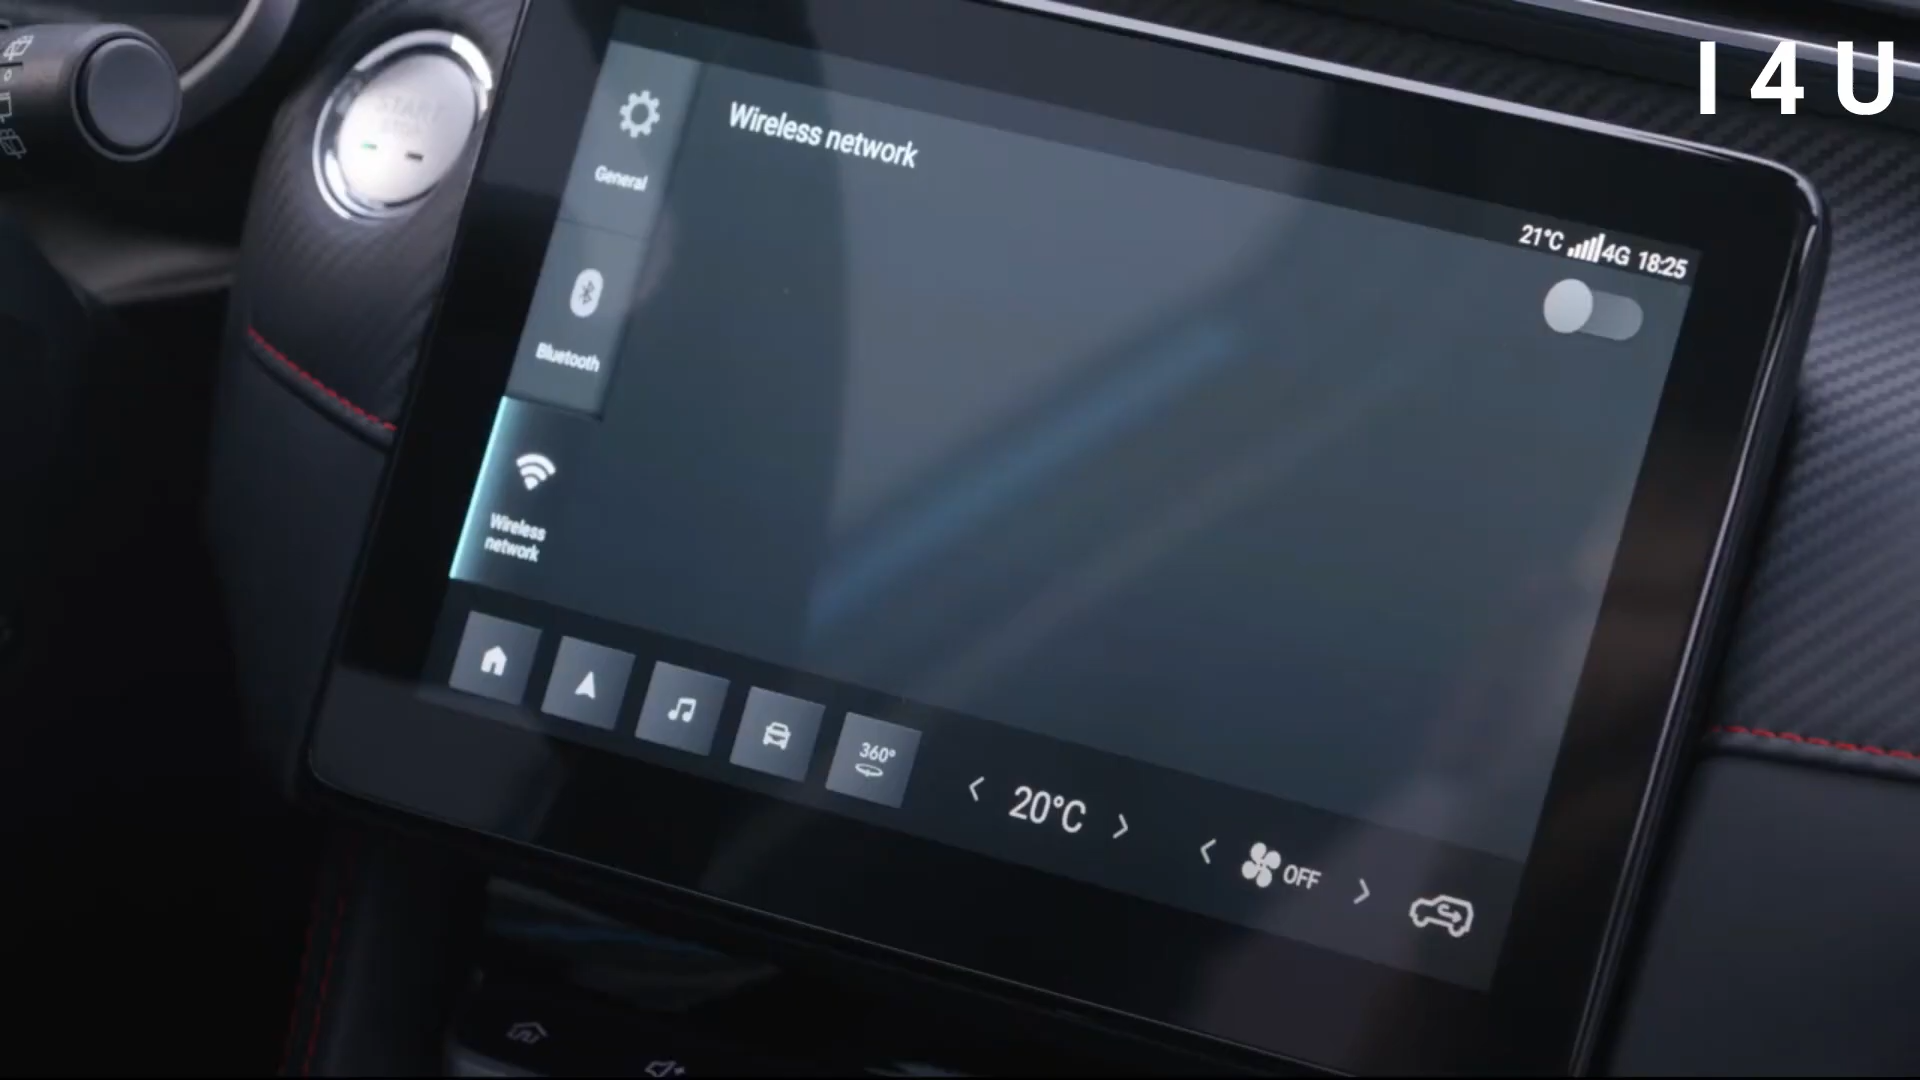 I 4 U
START
General
Wireless network
21°C 4G 18:25
Bluetooth
Wireless
network
360°
20°C
OFF